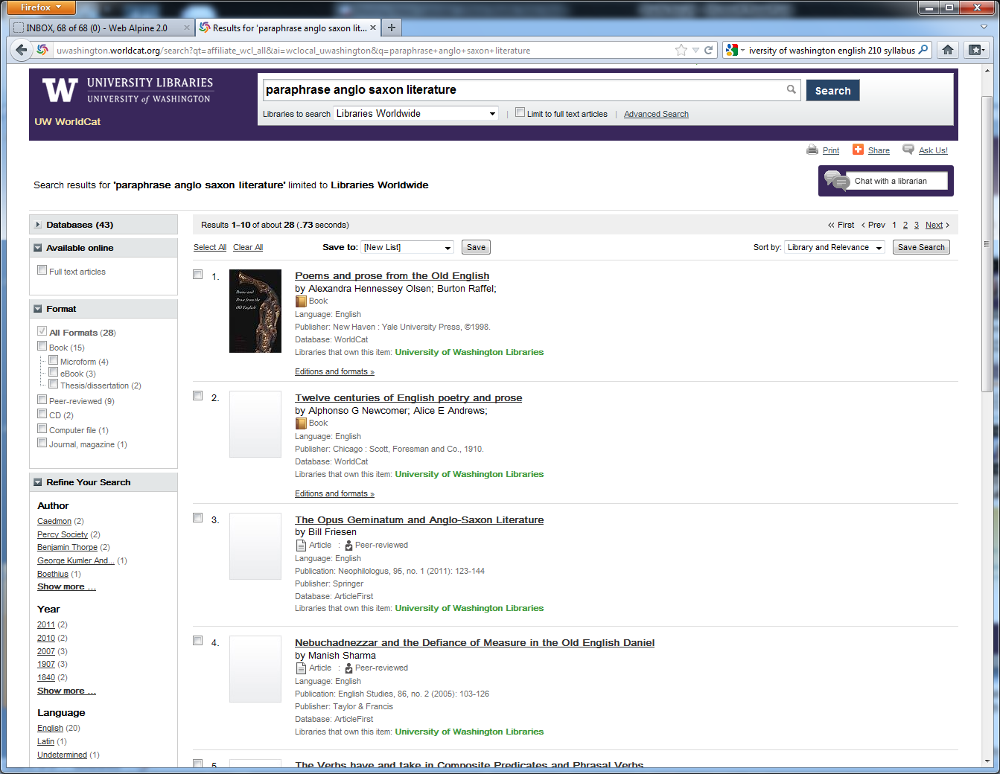 Firefox
INBOX, 68 of 68 (0) - Web Alpine 2.0
Results for 'paraphrase anglo saxon lit...
uwashington.worldcat.org/search?qt=affiliate_wcl_all&ai=wclocal_uwashington&q=paraphrase+anglo+saxon+literature
iversity of washington english 210 syllabus
W UNIVERSITY LIBRARIES
UNIVERSITY of WASHINGTON
UW WorldCat
paraphrase anglo saxon literature
Search
Libraries to search Libraries Worldwide | Limit to full text articles | Advanced Search
Print Share Ask Us!
Search results for 'paraphrase anglo saxon literature' limited to Libraries Worldwide
Chat with a librarian
Databases (43)
Available online
Full text articles
Format
All Formats (28)
Book (15)
Microform (4)
eBook (3)
Thesis/dissertation (2)
Peer-reviewed (9)
CD (2)
Computer file (1)
Journal, magazine (1)
Refine Your Search
Author
Caedmon (2)
Percy Society (2)
Benjamin Thorpe (2)
George Kumler And... (1)
Boethius (1)
Show more ...
Year
2011 (2)
2010 (2)
2007 (3)
1907 (3)
1840 (2)
Show more ...
Language
English (20)
Latin (1)
Undetermined (1)
Results 1-10 of about 28 (.73 seconds)
« First ‹ Prev 1 2 3 Next ›
Select All Clear All Save to: [New List] Save
Sort by: Library and Relevance Save Search
1.
Poems and
Prose from the
Old English
Poems and prose from the Old English
by Alexandra Hennessey Olsen; Burton Raffel;
Book
Language: English
Publisher: New Haven : Yale University Press, ©1998.
Database: WorldCat
Libraries that own this item: University of Washington Libraries
Editions and formats »
2.
Twelve centuries of English poetry and prose
by Alphonso G Newcomer; Alice E Andrews;
Book
Language: English
Publisher: Chicago : Scott, Foresman and Co., 1910.
Database: WorldCat
Libraries that own this item: University of Washington Libraries
Editions and formats »
3.
The Opus Geminatum and Anglo-Saxon Literature
by Bill Friesen
Article : Peer-reviewed
Language: English
Publication: Neophilologus, 95, no. 1 (2011): 123-144
Publisher: Springer
Database: ArticleFirst
Libraries that own this item: University of Washington Libraries
4.
Nebuchadnezzar and the Defiance of Measure in the Old English Daniel
by Manish Sharma
Article : Peer-reviewed
Language: English
Publication: English Studies, 86, no. 2 (2005): 103-126
Publisher: Taylor & Francis
Database: ArticleFirst
Libraries that own this item: University of Washington Libraries
5.
The Verbs have and take in Composite Predicates and Phrasal Verbs